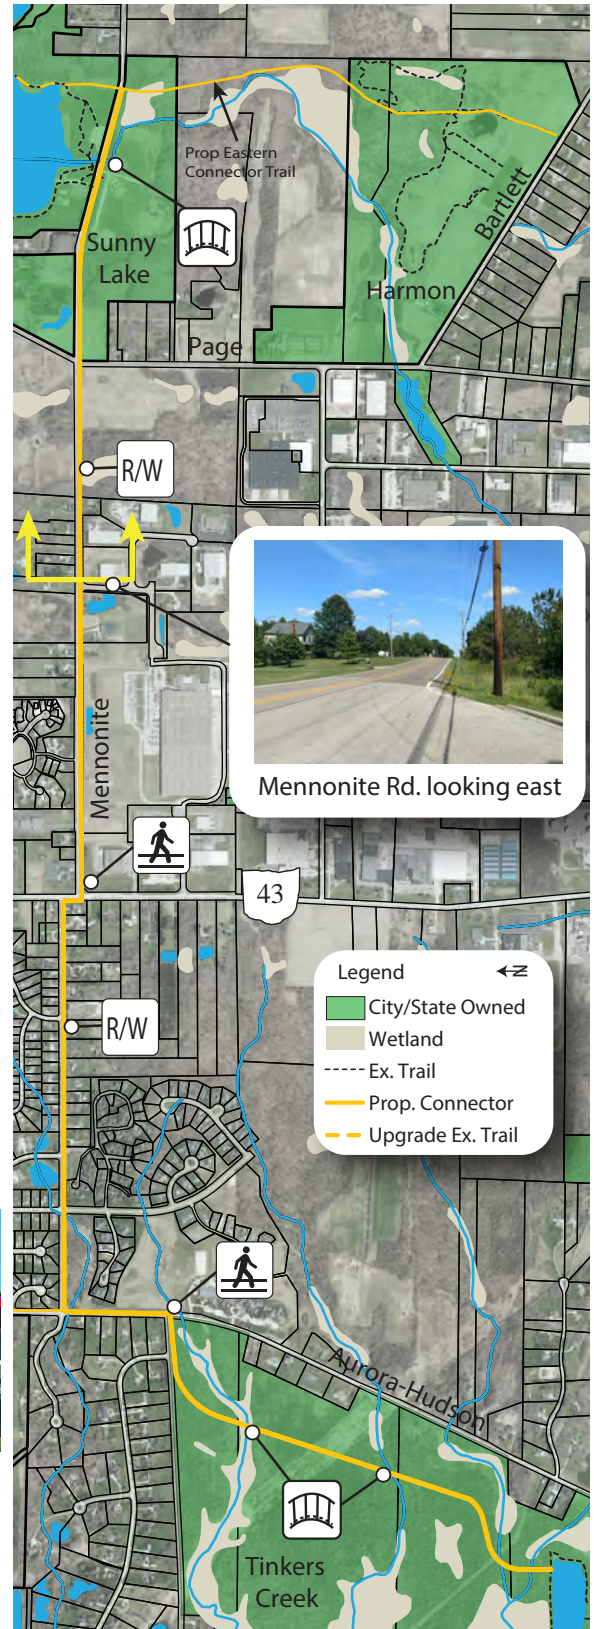 Prop Eastern
Connector Trail
Bartlett
Sunny
Lake
Harmon
Page
R/W
Mennonite
Mennonite Rd. looking east
43
Legend
N
City/State Owned
Wetland
Ex. Trail
Prop. Connector
Upgrade Ex. Trail
R/W
Aurora-Hudson
Tinkers
Creek